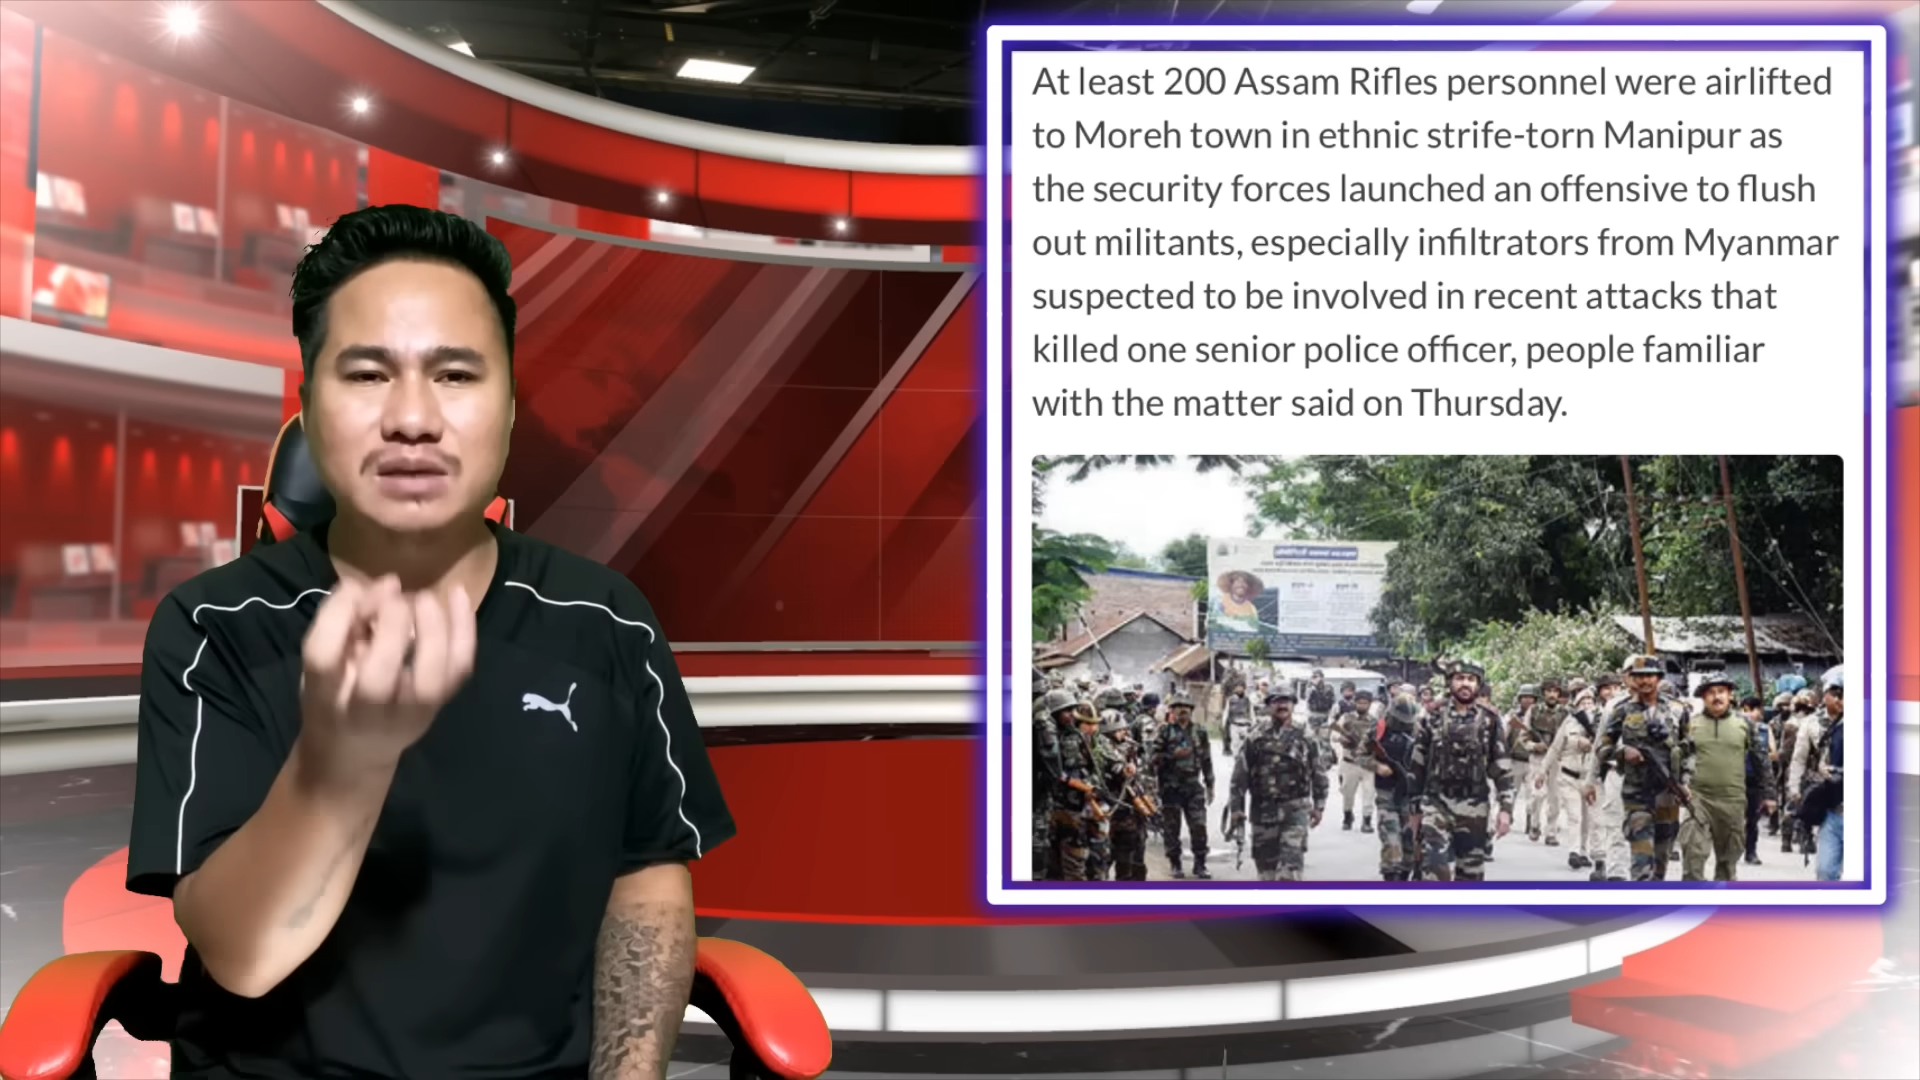 At least 200 Assam Rifles personnel were airlifted
to Moreh town in ethnic strife-torn Manipur as
the security forces launched an offensive to flush
out militants, especially infiltrators from Myanmar
suspected to be involved in recent attacks that
killed one senior police officer, people familiar
with the matter said on Thursday.